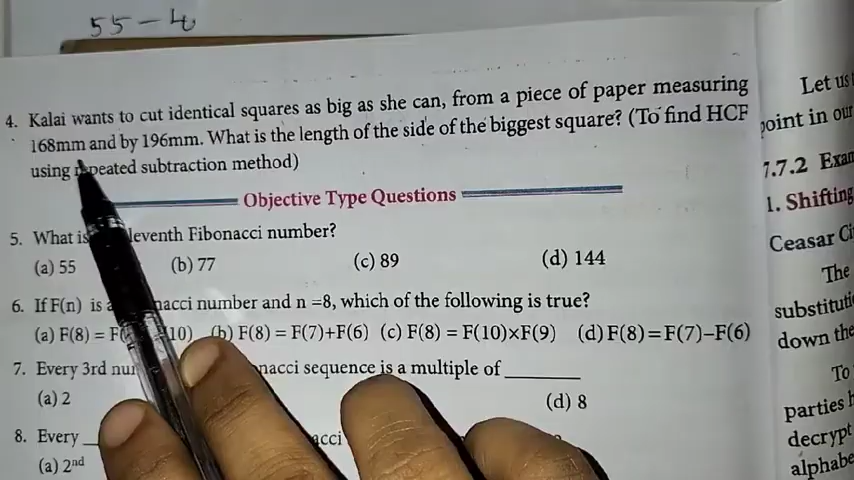 55-4
4. Kalai wants to cut identical squares as big as she can, from a piece of paper measuring
168mm and by 196mm. What is the length of the side of the biggest square? (To find HCF
using repeated subtraction method)
Objective Type Questions
5. What is eleventh Fibonacci number?
(a) 55 (b) 77 (c) 89 (d) 144
6. If F(n) is a nacci number and n =8, which of the following is true?
(a) F(8) = F( 10) (b) F(8) = F(7)+F(6) (c) F(8) = F(10)×F(9) (d) F(8)=F(7)−F(6)
7. Every 3rd nacci sequence is a multiple of ________
(a) 2 (d) 8
8. Every acci
(a) 2nd
Let us
point in our
7.7.2 Exam
1. Shifting
Ceasar Ci
The
substituti
down the
To
parties
decrypt
alphabe